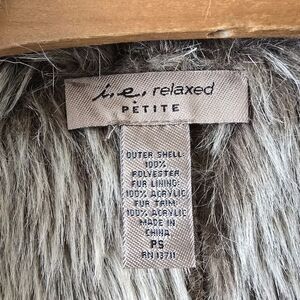 i.e. relaxed
PETITE
OUTER SHELL:
100%
POLYESTER
FUR LINING:
100% ACRYLIC
FUR TRIM:
100% ACRYLIC
MADE IN
CHINA
PS
RN 13711